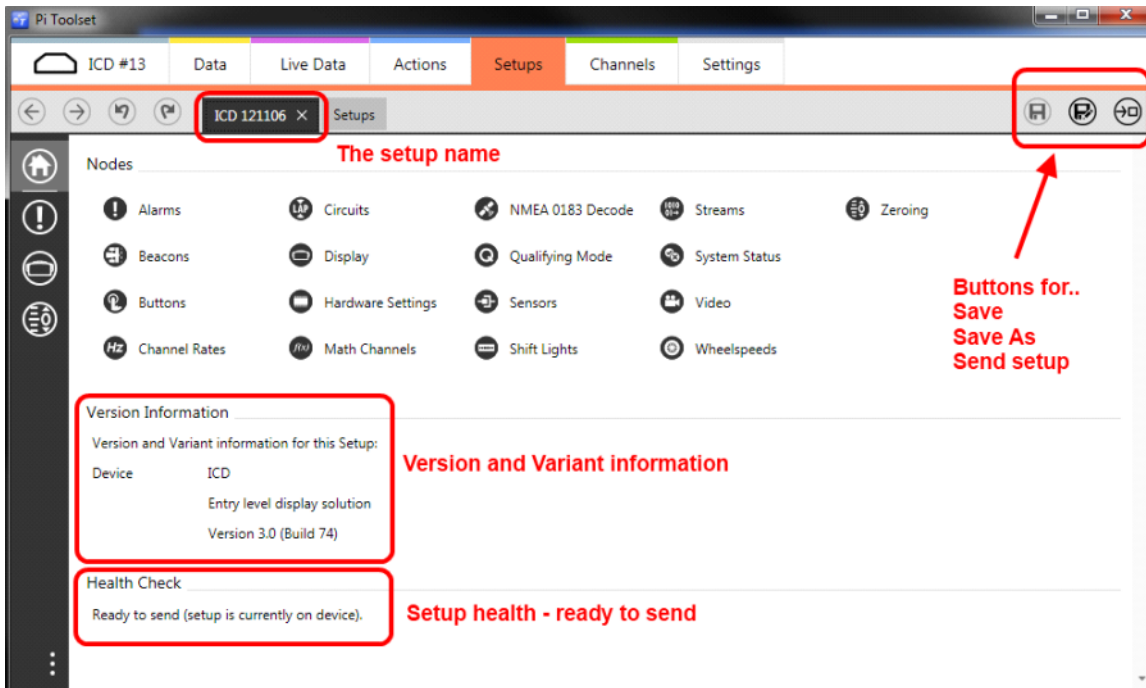 Pi Toolset
ICD #13 Data Live Data Actions Setups Channels Settings
ICD 121106 × Setups
The setup name
Nodes
Alarms Circuits NMEA 0183 Decode Streams Zeroing
Beacons Display Qualifying Mode System Status
Buttons Hardware Settings Sensors Video
Hz Channel Rates f(x) Math Channels Shift Lights Wheelspeeds
LAP
Buttons for..
Save
Save As
Send setup
Version Information
Version and Variant information for this Setup:
Device ICD
Entry level display solution
Version 3.0 (Build 74)
Version and Variant information
Health Check
Ready to send (setup is currently on device).
Setup health - ready to send